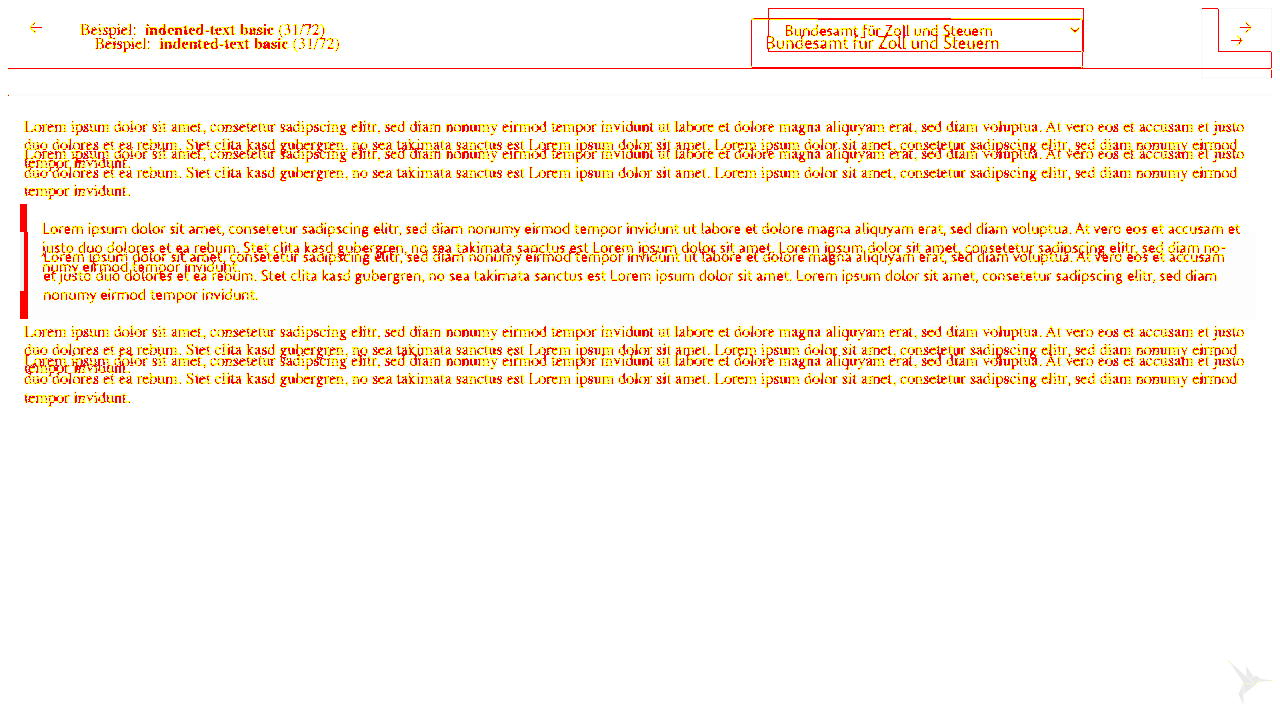 Beispiel: indented-text basic (31/72)
Beispiel: indented-text basic (31/72)
Bundesamt für Zoll und Steuern
Bundesamt für Zoll und Steuern
Lorem ipsum dolor sit amet, consetetur sadipscing elitr, sed diam nonumy eirmod tempor invidunt ut labore et dolore magna aliquyam erat, sed diam voluptua. At vero eos et accusam et justo
duo dolores et ea rebum. Stet clita kasd gubergren, no sea takimata sanctus est Lorem ipsum dolor sit amet. Lorem ipsum dolor sit amet, consetetur sadipscing elitr, sed diam nonumy eirmod
tempor invidunt.
Lorem ipsum dolor sit amet, consetetur sadipscing elitr, sed diam nonumy eirmod tempor invidunt ut labore et dolore magna aliquyam erat, sed diam voluptua. At vero eos et accusam et justo
duo dolores et ea rebum. Stet clita kasd gubergren, no sea takimata sanctus est Lorem ipsum dolor sit amet. Lorem ipsum dolor sit amet, consetetur sadipscing elitr, sed diam nonumy eirmod
tempor invidunt.
Lorem ipsum dolor sit amet, consetetur sadipscing elitr, sed diam nonumy eirmod tempor invidunt ut labore et dolore magna aliquyam erat, sed diam voluptua. At vero eos et accusam et
justo duo dolores et ea rebum. Stet clita kasd gubergren, no sea takimata sanctus est Lorem ipsum dolor sit amet. Lorem ipsum dolor sit amet, consetetur sadipscing elitr, sed diam no-
numy eirmod tempor invidunt.
Lorem ipsum dolor sit amet, consetetur sadipscing elitr, sed diam nonumy eirmod tempor invidunt ut labore et dolore magna aliquyam erat, sed diam voluptua. At vero eos et accusam
et justo duo dolores et ea rebum. Stet clita kasd gubergren, no sea takimata sanctus est Lorem ipsum dolor sit amet. Lorem ipsum dolor sit amet, consetetur sadipscing elitr, sed diam
nonumy eirmod tempor invidunt.
Lorem ipsum dolor sit amet, consetetur sadipscing elitr, sed diam nonumy eirmod tempor invidunt ut labore et dolore magna aliquyam erat, sed diam voluptua. At vero eos et accusam et justo
duo dolores et ea rebum. Stet clita kasd gubergren, no sea takimata sanctus est Lorem ipsum dolor sit amet. Lorem ipsum dolor sit amet, consetetur sadipscing elitr, sed diam nonumy eirmod
tempor invidunt.
Lorem ipsum dolor sit amet, consetetur sadipscing elitr, sed diam nonumy eirmod tempor invidunt ut labore et dolore magna aliquyam erat, sed diam voluptua. At vero eos et accusam et justo
duo dolores et ea rebum. Stet clita kasd gubergren, no sea takimata sanctus est Lorem ipsum dolor sit amet. Lorem ipsum dolor sit amet, consetetur sadipscing elitr, sed diam nonumy eirmod
tempor invidunt.